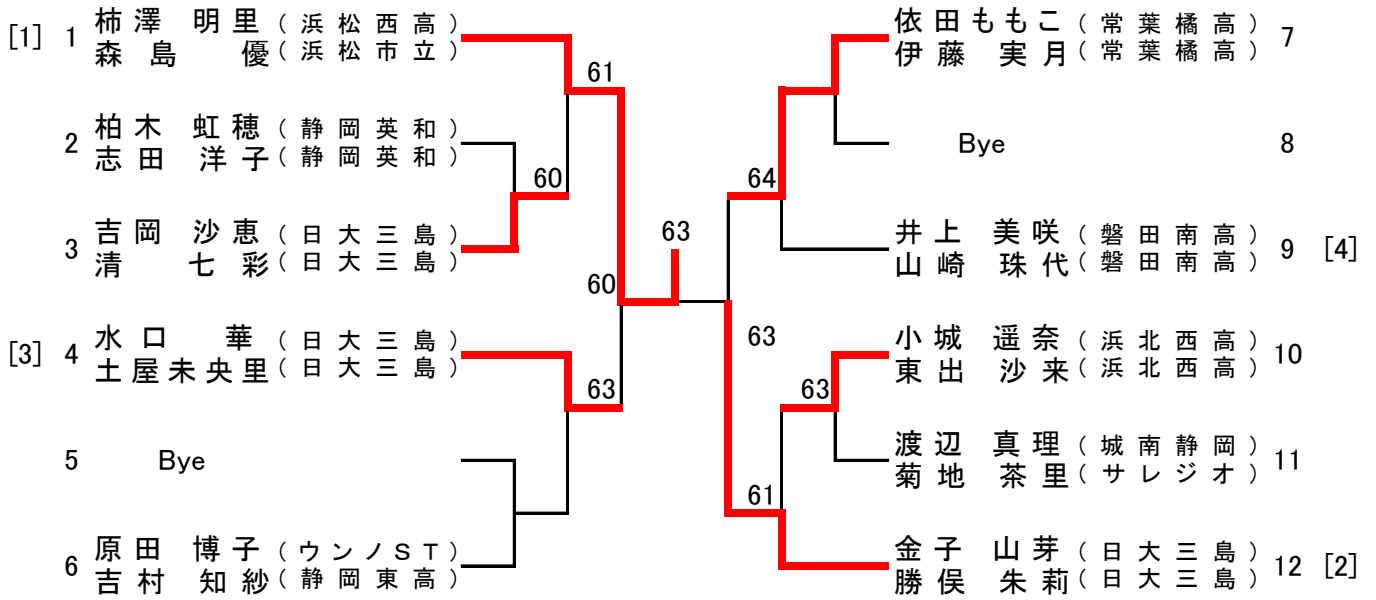 [1] 1 柿澤 明里 (浜松西高)
森島 優 (浜松市立)
61
2 柏木 虹穂 (静岡英和)
志田 洋子 (静岡英和)
60
3 吉岡 沙恵 (日大三島)
清 七彩 (日大三島)
63
60
[3] 4 水口 華 (日大三島)
土屋未央里 (日大三島)
63
5 Bye
6 原田 博子 (ウンノST)
吉村 知紗 (静岡東高)
依田ももこ (常葉橘高) 7
伊藤 実月 (常葉橘高)
Bye 8
64
井上 美咲 (磐田南高) 9 [4]
山崎 珠代 (磐田南高)
63
小城 遥奈 (浜北西高) 10
東出 沙来 (浜北西高)
63
渡辺 真理 (城南静岡) 11
菊地 茶里 (サレジオ)
61
金子 山芽 (日大三島) 12 [2]
勝俣 朱莉 (日大三島)